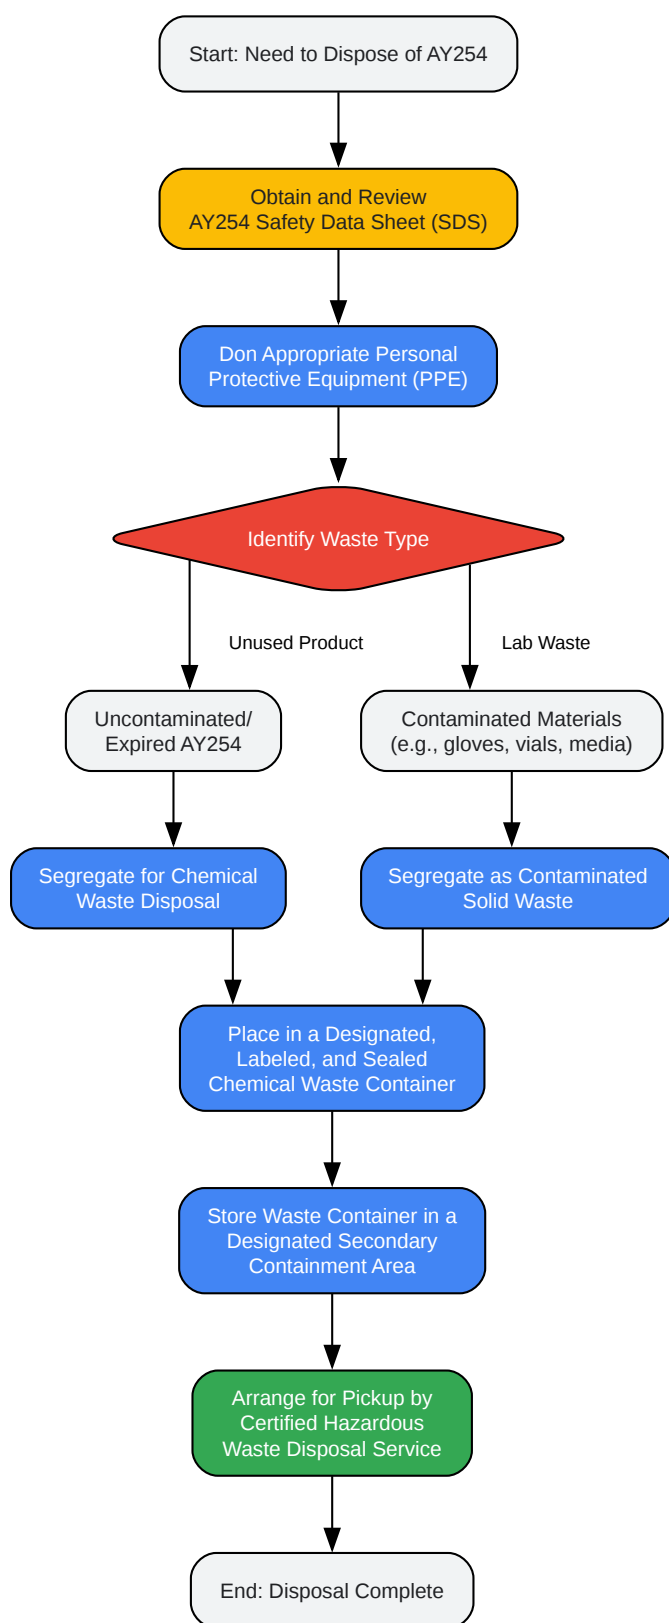 Start: Need to Dispose of AY254
Obtain and Review
AY254 Safety Data Sheet (SDS)
Don Appropriate Personal
Protective Equipment (PPE)
Identify Waste Type
Unused Product
Lab Waste
Uncontaminated/
Expired AY254
Contaminated Materials
(e.g., gloves, vials, media)
Segregate for Chemical
Waste Disposal
Segregate as Contaminated
Solid Waste
Place in a Designated,
Labeled, and Sealed
Chemical Waste Container
Store Waste Container in a
Designated Secondary
Containment Area
Arrange for Pickup by
Certified Hazardous
Waste Disposal Service
End: Disposal Complete